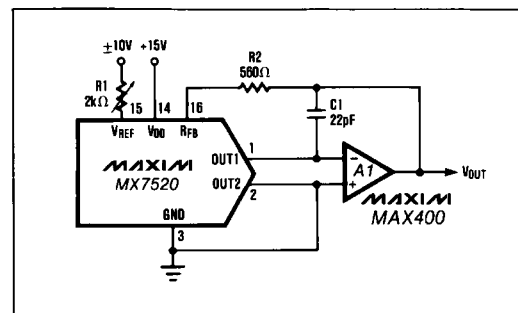 ±10V +15V
R1
2kΩ
15 14 16
R2
560Ω
C1
22pF
VREF VDD RFB
MAXIM
MX7520
OUT1 1
OUT2 2
GND
3
− A1
+
VOUT
MAXIM
MAX400